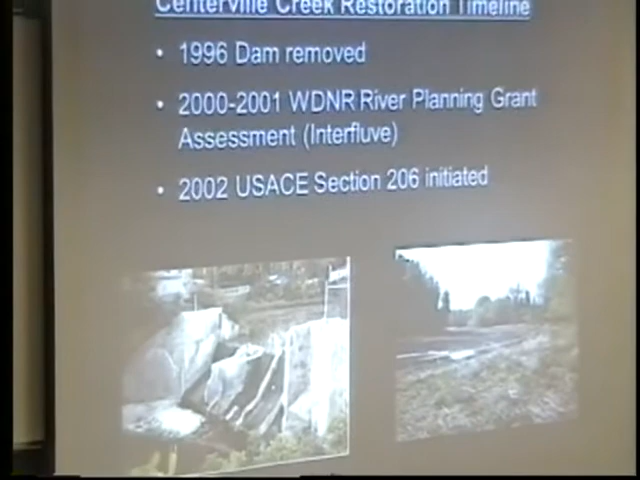 Centerville Creek Restoration Timeline
• 1996 Dam removed
• 2000-2001 WDNR River Planning Grant
Assessment (Interfluve)
• 2002 USACE Section 206 initiated